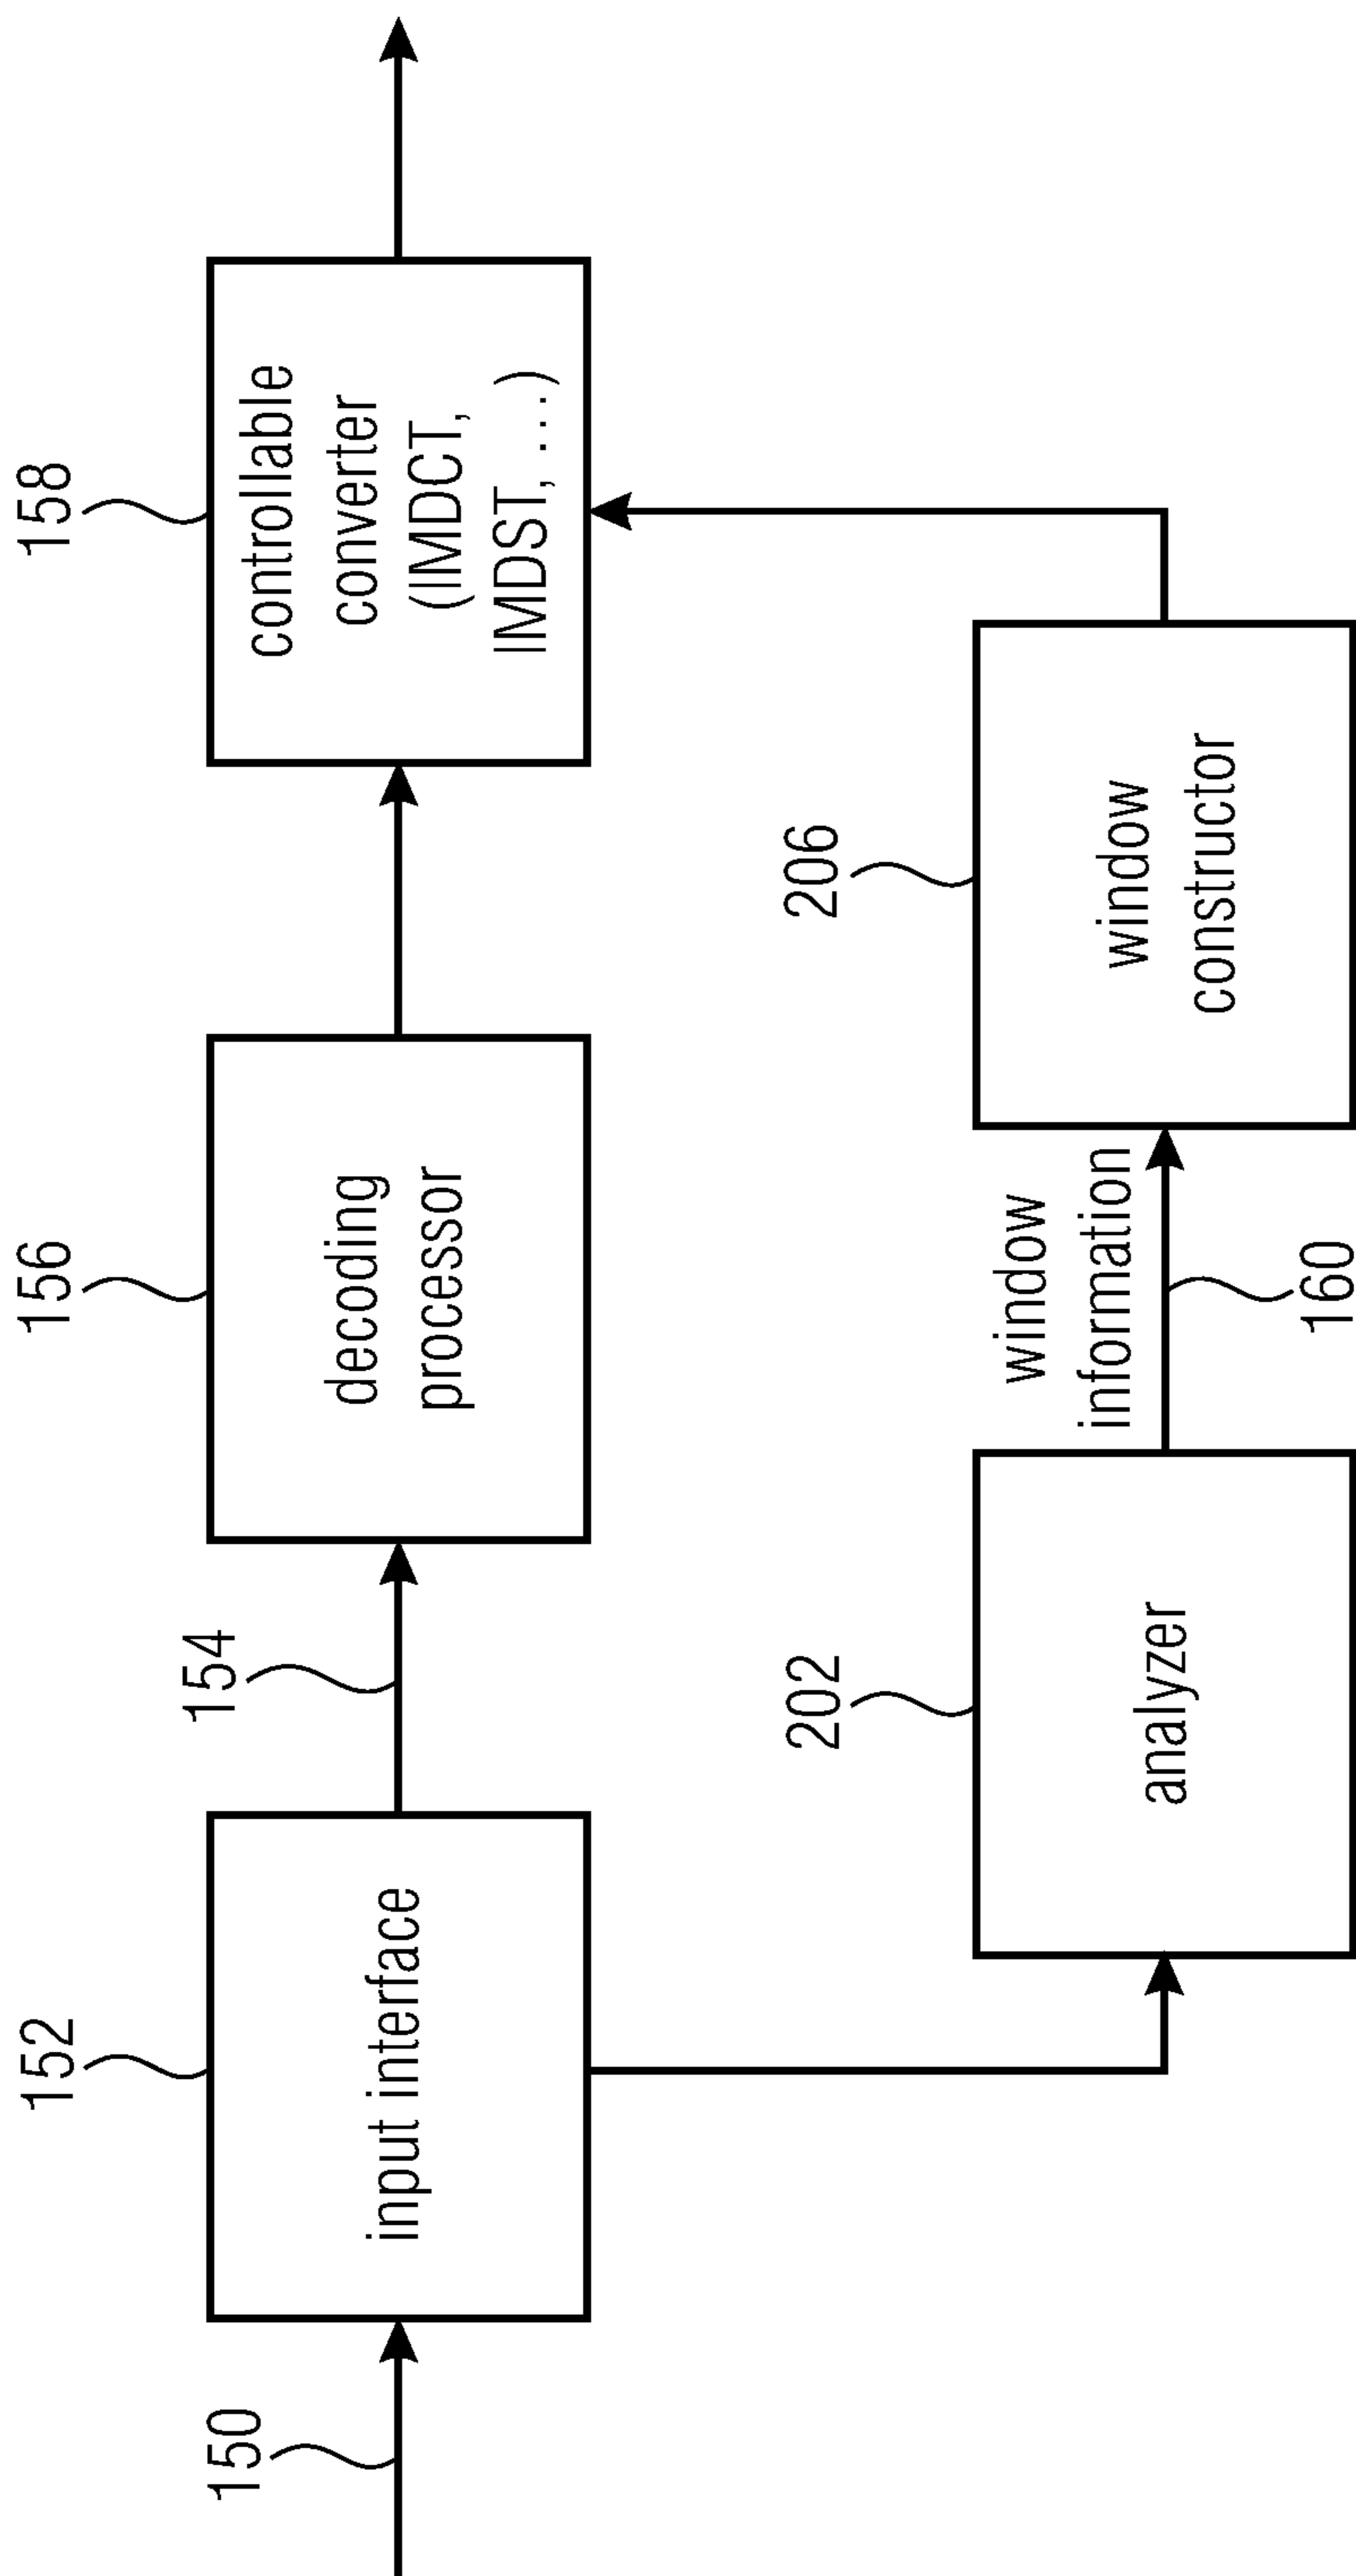 150
152
input interface
154
156
decoding
processor
158
controllable
converter
(IMDCT,
IMDST, ...)
202
analyzer
window
information
160
206
window
constructor